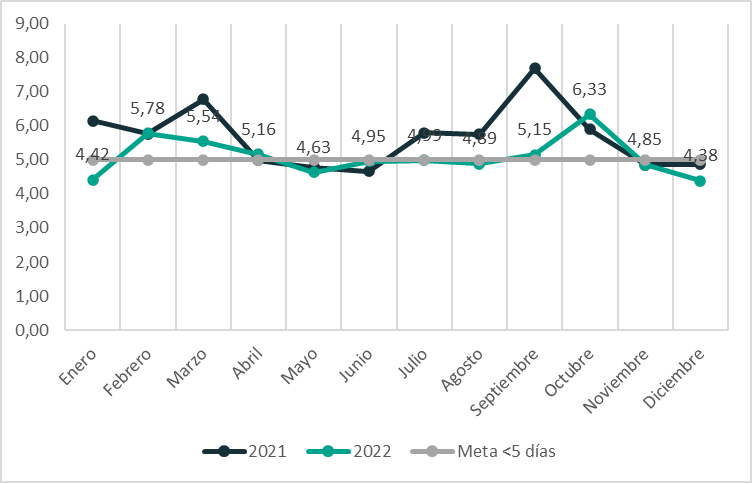 9,00
8,00
7,00
6,00
5,00
4,00
3,00
2,00
1,00
0,00
4,42
5,78
5,54
5,16
4,63
4,95
4,99
4,89
5,15
6,33
4,85
4,38
Enero
Febrero
Marzo
Abril
Mayo
Junio
Julio
Agosto
Septiembre
Octubre
Noviembre
Diciembre
2021
2022
Meta <5 días